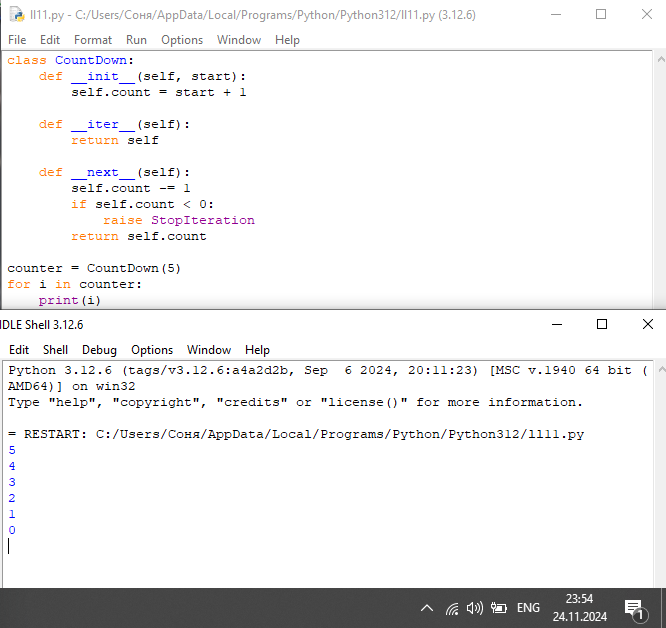 ll11.py - C:/Users/Соня/AppData/Local/Programs/Python/Python312/ll11.py (3.12.6)
File Edit Format Run Options Window Help
class CountDown:
    def __init__(self, start):
        self.count = start + 1

    def __iter__(self):
        return self

    def __next__(self):
        self.count -= 1
        if self.count < 0:
            raise StopIteration
        return self.count

counter = CountDown(5)
for i in counter:
    print(i)
IDLE Shell 3.12.6
Edit Shell Debug Options Window Help
Python 3.12.6 (tags/v3.12.6:a4a2d2b, Sep  6 2024, 20:11:23) [MSC v.1940 64 bit (
AMD64)] on win32
Type "help", "copyright", "credits" or "license()" for more information.

= RESTART: C:/Users/Соня/AppData/Local/Programs/Python/Python312/ll11.py
5
4
3
2
1
0
ENG
23:54
24.11.2024
1